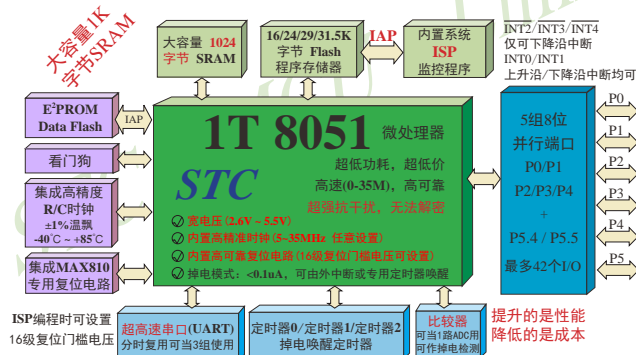 大容量1K
字节SRAM
大容量 1024
字节 SRAM
16/24/29/31.5K
字节 Flash
程序存储器
IAP
内置系统
ISP
监控程序
INT2/INT3/INT4
仅可下降沿中断
INT0/INT1
上升沿/下降沿中断均可
E²PROM
Data Flash
IAP
看门狗
集成高精度
R/C时钟
±1%温飘
-40℃ ~ +85℃
集成MAX810
专用复位电路
1T 8051 微处理器
STC
超低功耗，超低价
高速(0-35M)，高可靠
超强抗干扰，无法解密
宽电压(2.6V ~ 5.5V)
内置高精准时钟(5~35MHz 任意设置)
内置高可靠复位电路(16级复位门槛电压可设置)
掉电模式：<0.1uA，可由外中断或专用定时器唤醒
5组8位
并行端口
P0/P1
P2/P3/P4
+
P5.4 / P5.5
最多42个I/O
P0
P1
P2
P3
P4
P5
ISP编程时可设置
16级复位门槛电压
超高速串口(UART)
分时复用可当3组使用
定时器0/定时器1/定时器2
掉电唤醒定时器
比较器
可当1路ADC用
可作掉电检测
提升的是性能
降低的是成本